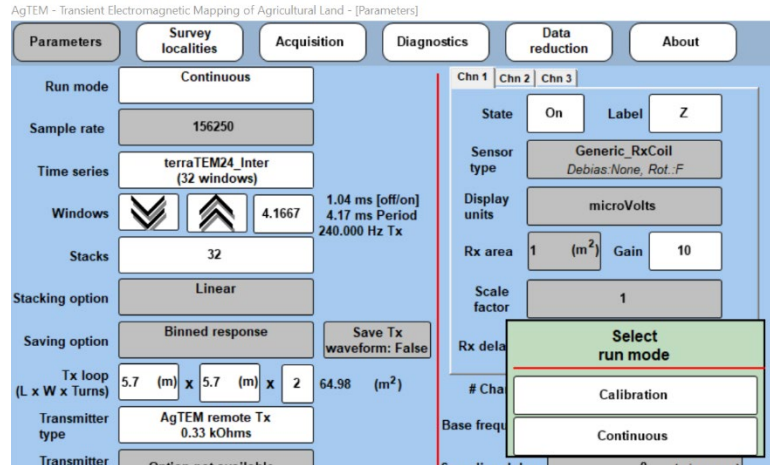 AgTEM - Transient Electromagnetic Mapping of Agricultural Land - [Parameters]
Parameters
Survey
localities
Acquisition
Diagnostics
Data
reduction
About
Run mode
Continuous
Sample rate
156250
Time series
terraTEM24_Inter
(32 windows)
Windows
4.1667
1.04 ms [off/on]
4.17 ms Period
240.000 Hz Tx
Stacks
32
Stacking option
Linear
Saving option
Binned response
Save Tx
waveform: False
Tx loop
(L x W x Turns)
5.7 (m) x 5.7 (m) x 2 64.98 (m²)
Transmitter
type
AgTEM remote Tx
0.33 kOhms
Transmitter
Option not available
Chn 1 Chn 2 Chn 3
State
On
Label
Z
Sensor
type
Generic_RxCoil
Debias:None, Rot.:F
Display
units
microVolts
Rx area
1 (m²)
Gain
10
Scale
factor
1
Rx dela
# Cha
Base frequ
Select
run mode
Calibration
Continuous